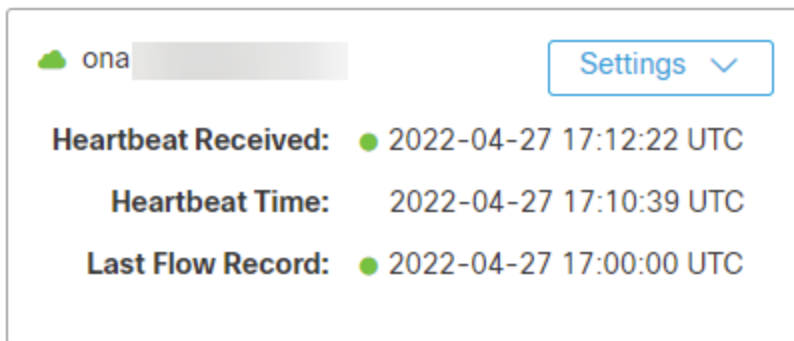 ona
Settings
Heartbeat Received: 2022-04-27 17:12:22 UTC
Heartbeat Time: 2022-04-27 17:10:39 UTC
Last Flow Record: 2022-04-27 17:00:00 UTC